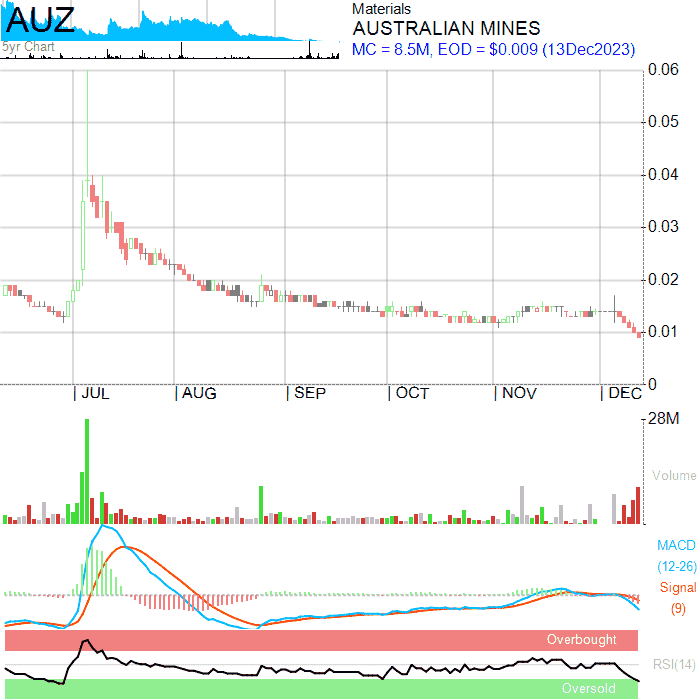 AUZ
5yr Chart
Materials
AUSTRALIAN MINES
MC = 8.5M, EOD = $0.009 (13Dec2023)
0.06
0.05
0.04
0.03
0.02
0.01
0
JUL AUG SEP OCT NOV DEC
28M
Volume
MACD
(12-26)
Signal
(9)
Overbought
RSI(14)
Oversold